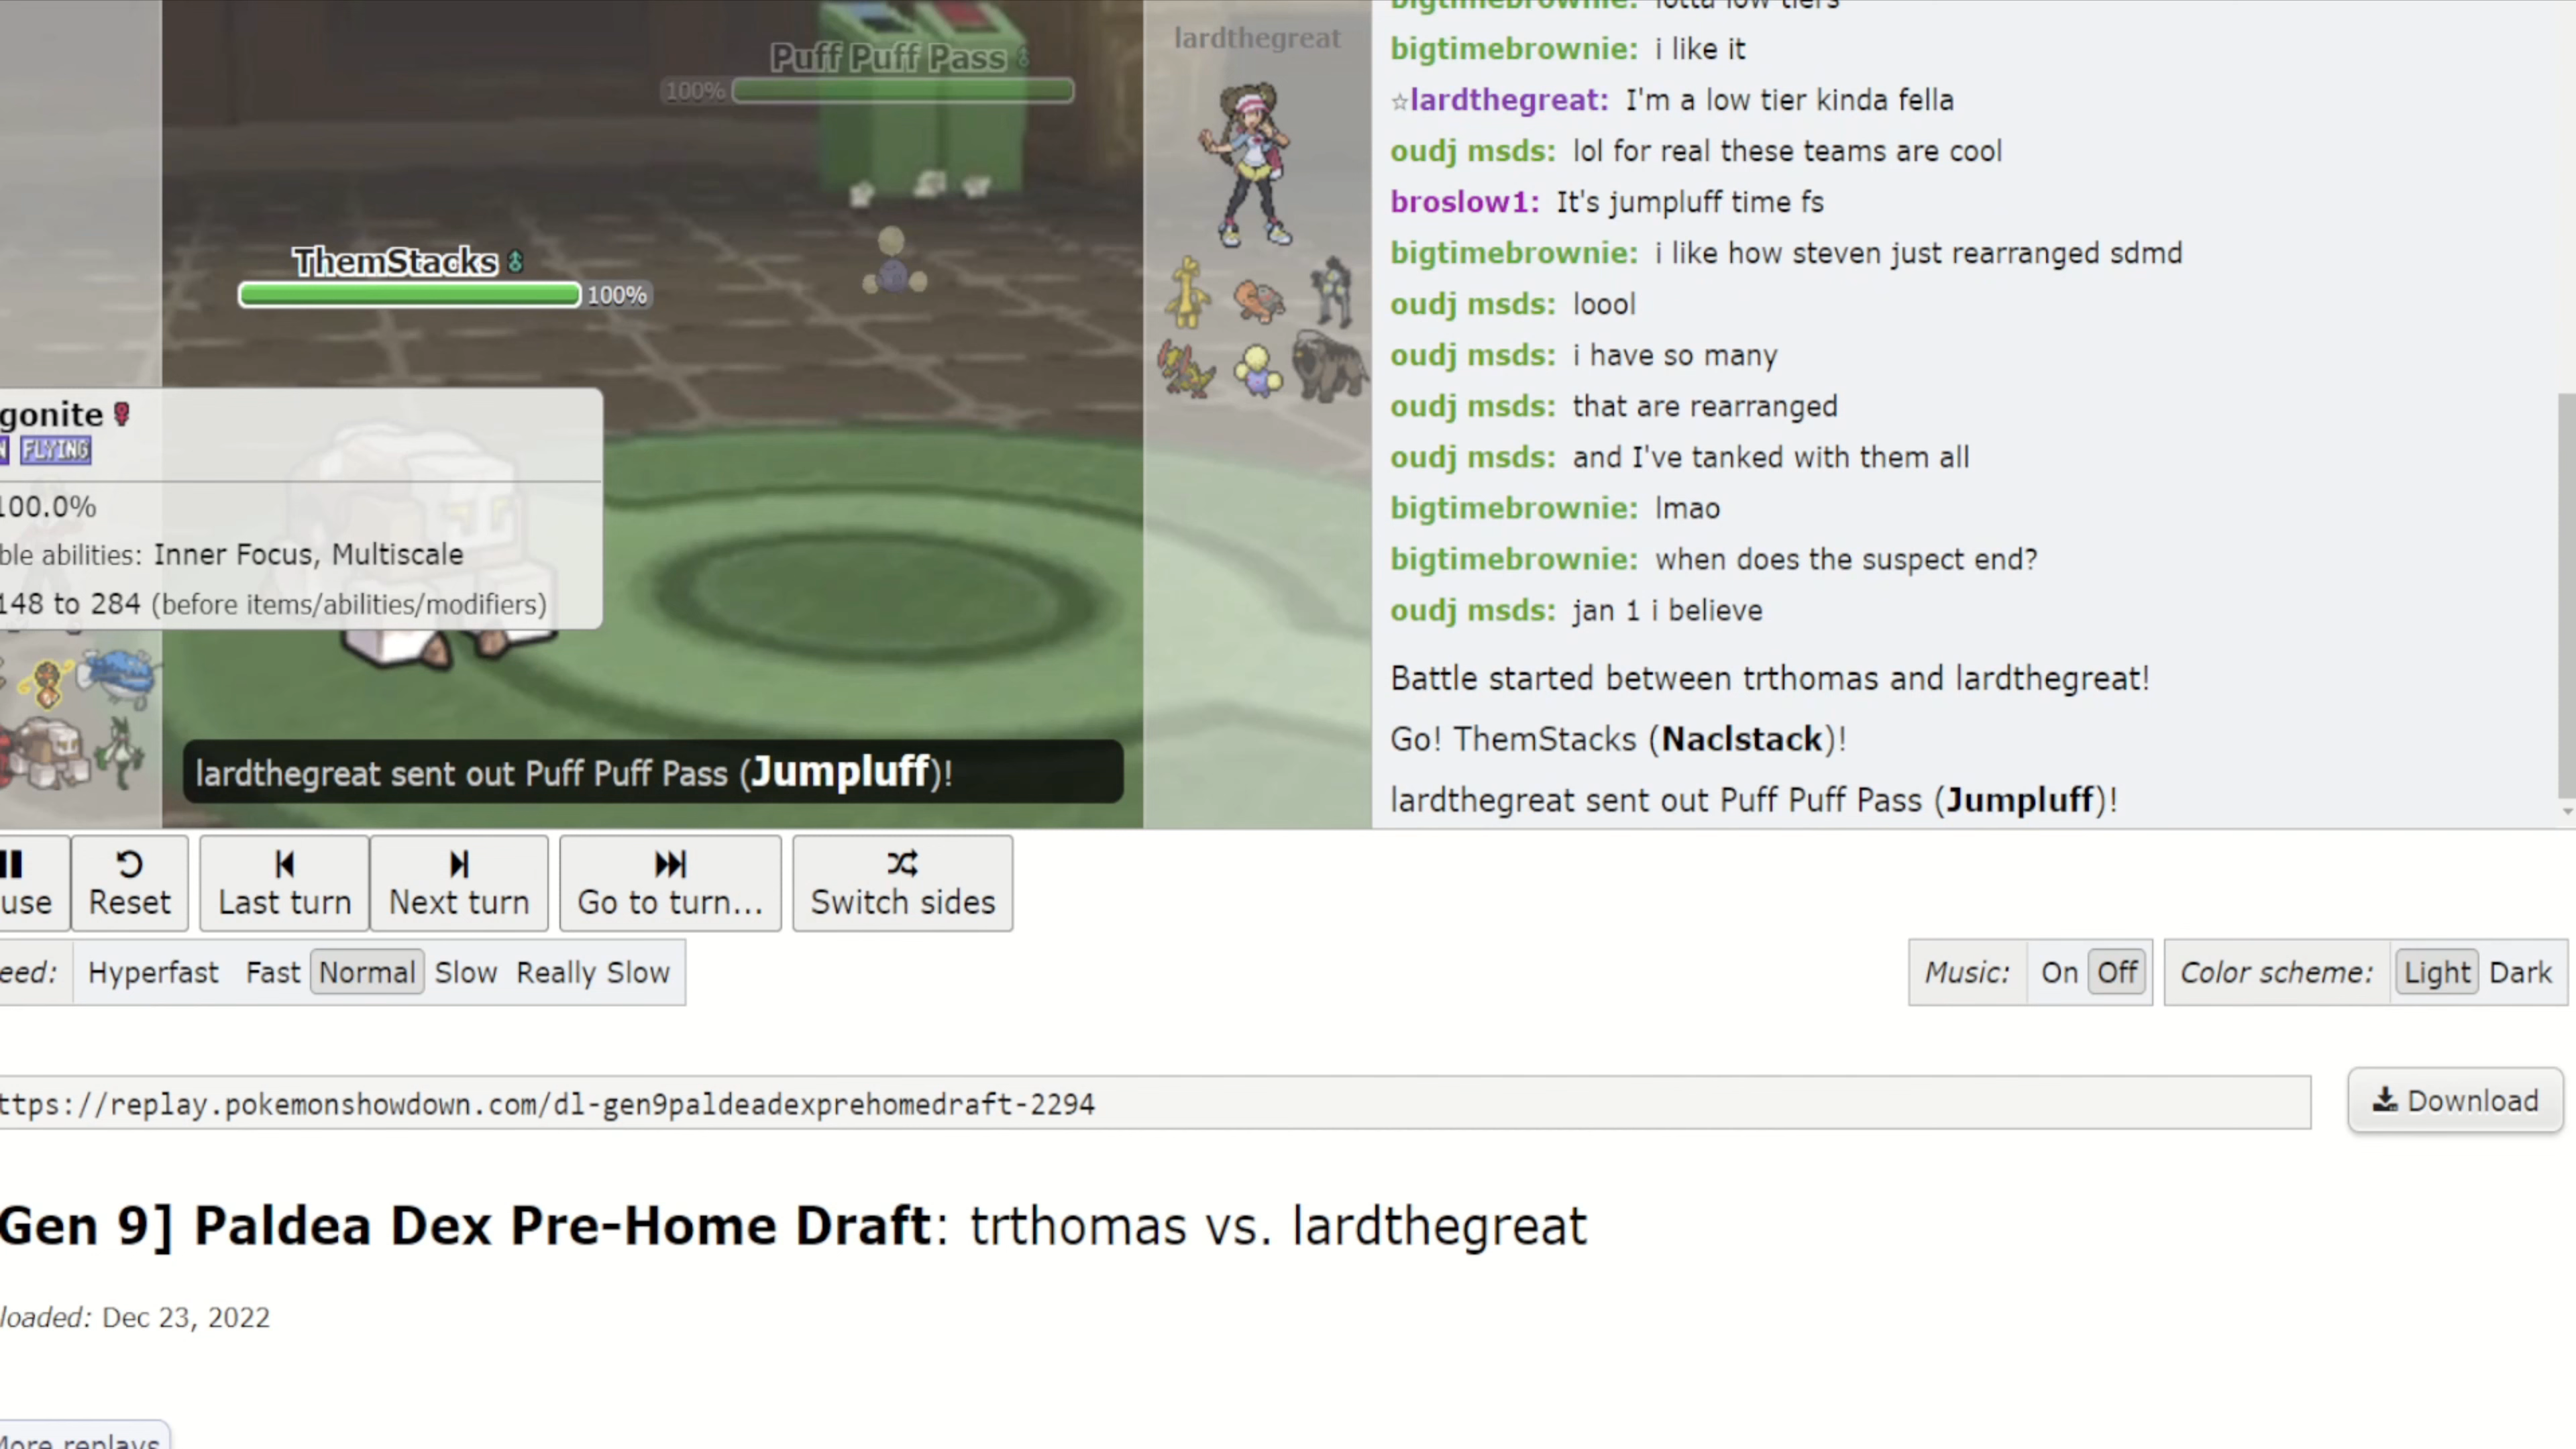 bigtimebrownie: lotta low tiers
Puff Puff Pass
100%
ThemStacks
100%
gonite
FLYING
100.0%
ble abilities: Inner Focus, Multiscale
148 to 284 (before items/abilities/modifiers)
lardthegreat sent out Puff Puff Pass (Jumpluff)!
lardthegreat
bigtimebrownie: i like it
☆lardthegreat: I'm a low tier kinda fella
oudj msds: lol for real these teams are cool
broslow1: It's jumpluff time fs
bigtimebrownie: i like how steven just rearranged sdmd
oudj msds: loool
oudj msds: i have so many
oudj msds: that are rearranged
oudj msds: and I've tanked with them all
bigtimebrownie: lmao
bigtimebrownie: when does the suspect end?
oudj msds: jan 1 i believe
Battle started between trthomas and lardthegreat!
Go! ThemStacks (Naclstack)!
lardthegreat sent out Puff Puff Pass (Jumpluff)!
use Reset Last turn Next turn Go to turn... Switch sides
eed: Hyperfast Fast Normal Slow Really Slow
Music: On Off Color scheme: Light Dark
ttps://replay.pokemonshowdown.com/dl-gen9paldeadexprehomedraft-2294
Download
Gen 9] Paldea Dex Pre-Home Draft: trthomas vs. lardthegreat
loaded: Dec 23, 2022
More replays